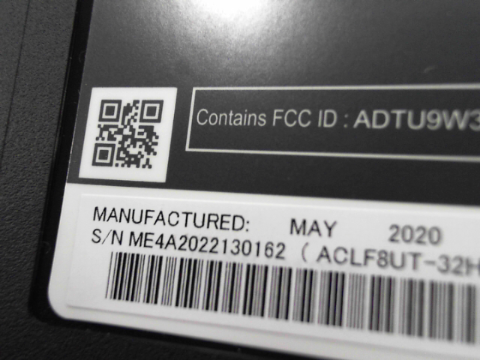 Contains FCC ID : ADTU9W3
MANUFACTURED: MAY 2020
S/N ME4A2022130162 ( ACLF8UT-32H